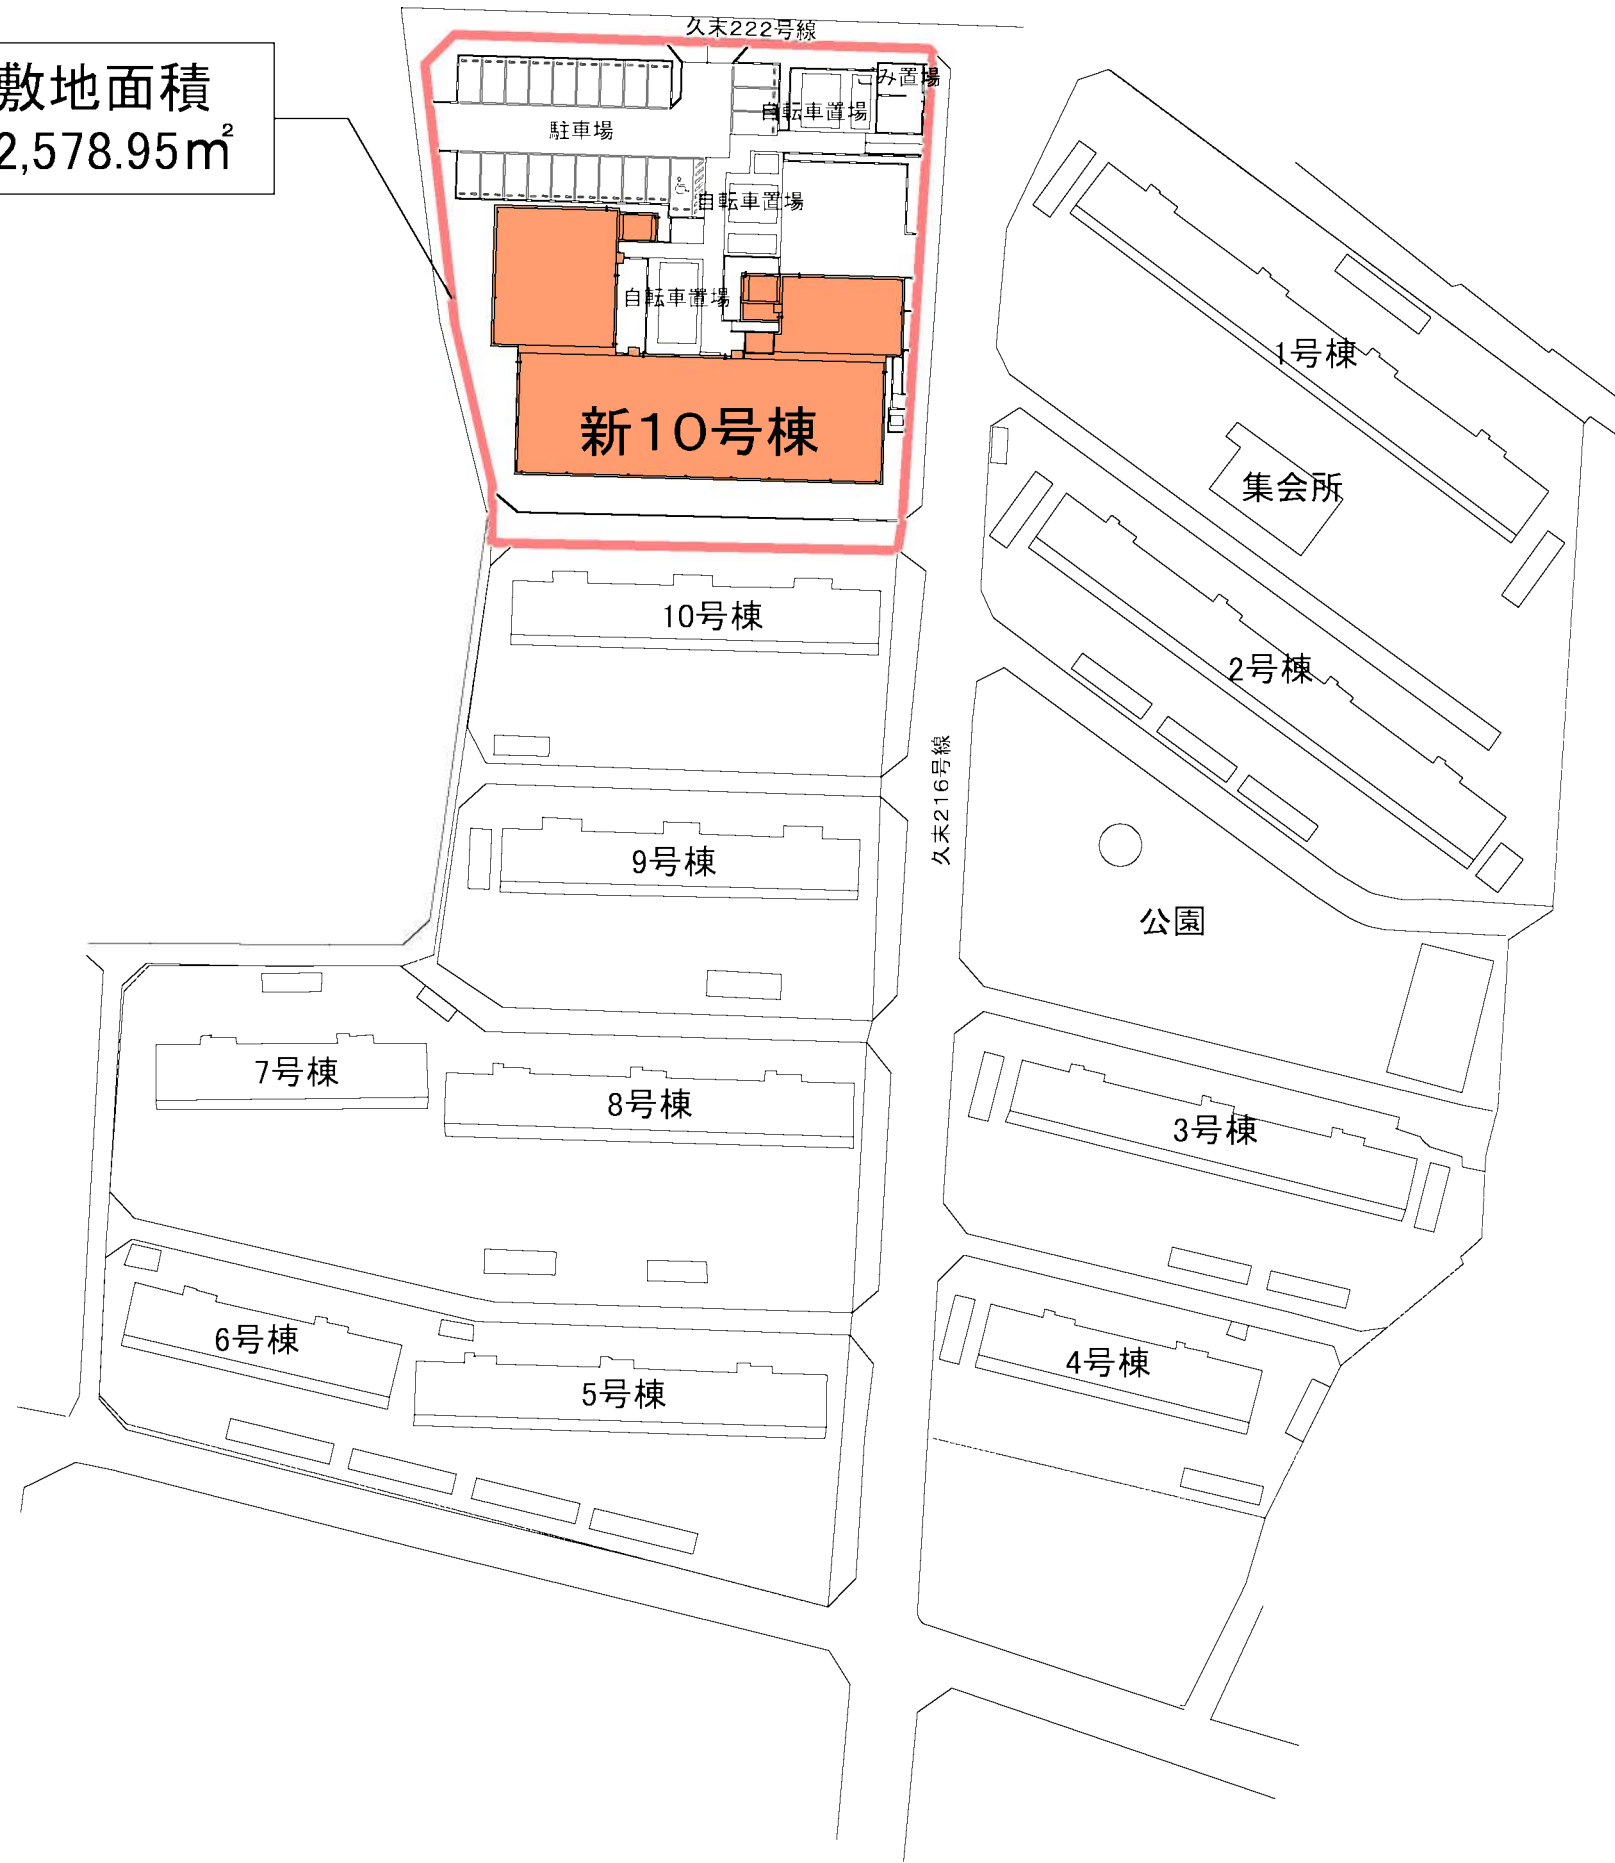 久末222号線
敷地面積
2,578.95㎡
ごみ置場
自転車置場
駐車場
自転車置場
自転車置場
新10号棟
1号棟
集会所
10号棟
2号棟
久末216号線
9号棟
公園
7号棟
8号棟
3号棟
6号棟
5号棟
4号棟